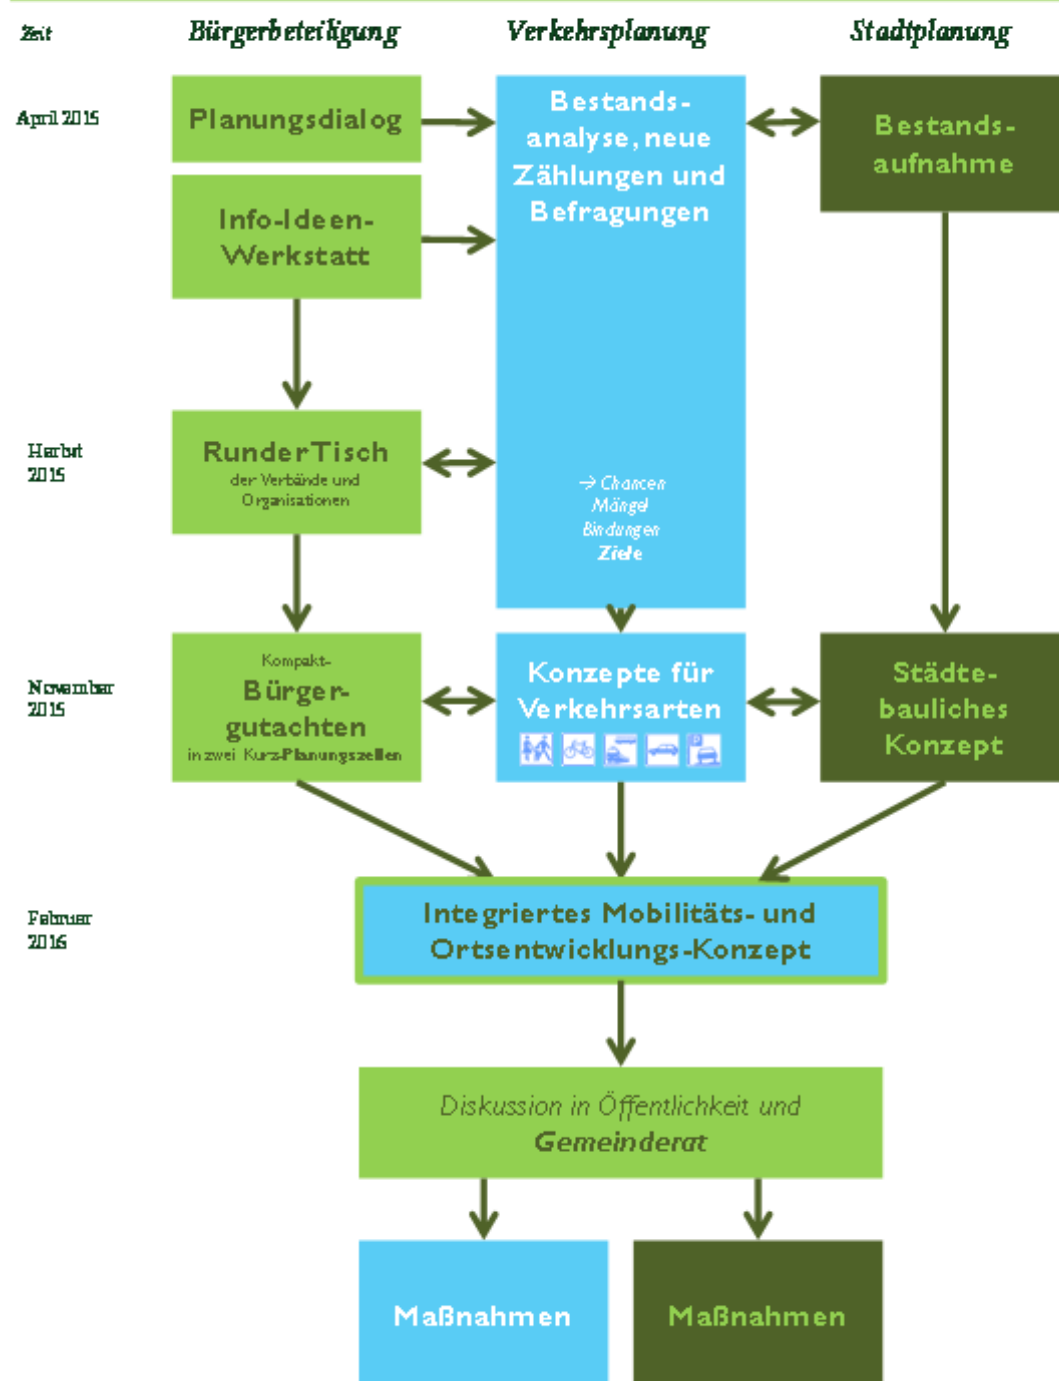 Zeit
Bürgerbeteiligung
Verkehrsplanung
Stadtplanung
April 2015
Planungsdialog
Bestands-
analyse, neue
Zählungen und
Befragungen
Bestands-
aufnahme
Info-Ideen-
Werkstatt
Herbst
2015
Runder Tisch
der Verbände und
Organisationen
→ Chancen
Mängel
Bindungen
Ziele
November
2015
Kompakt-
Bürger-
gutachten
in zwei Kurz-Planungszellen
Konzepte für
Verkehrsarten
P
Städte-
bauliches
Konzept
Februar
2016
Integriertes Mobilitäts- und
Ortsentwicklungs-Konzept
Diskussion in Öffentlichkeit und
Gemeinderat
Maßnahmen
Maßnahmen